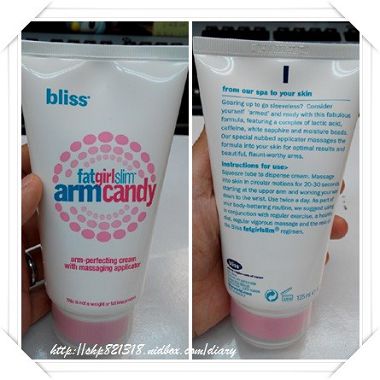 bliss®
fatgirlslim®
armcandy
arm-perfecting cream
with massaging applicator
This is not a weight or fat loss product
from our spa to your skin
Gearing up to go sleeveless? Consider
yourself 'armed' and ready with this fabulous
formula, featuring a complex of lactic acid,
caffeine, white sapphire and moisture beads.
Our special nubbed applicator massages the
formula into your skin for optimal results and
beautiful, flaunt-worthy arms.
instructions for use>
Squeeze tube to dispense cream. Massage
into skin in circular motions for 20-30 seconds
starting at the upper arm and working your way
down to the wrist. Use twice a day. As part of
your body-bettering routine, we suggest using
conjunction with regular exercise, a healthy
diet, regular vigorous massage and the rest of
the Bliss fatgirlslim® regimen.
bliss
125ml
http://shp821318.nidbox.com/diary